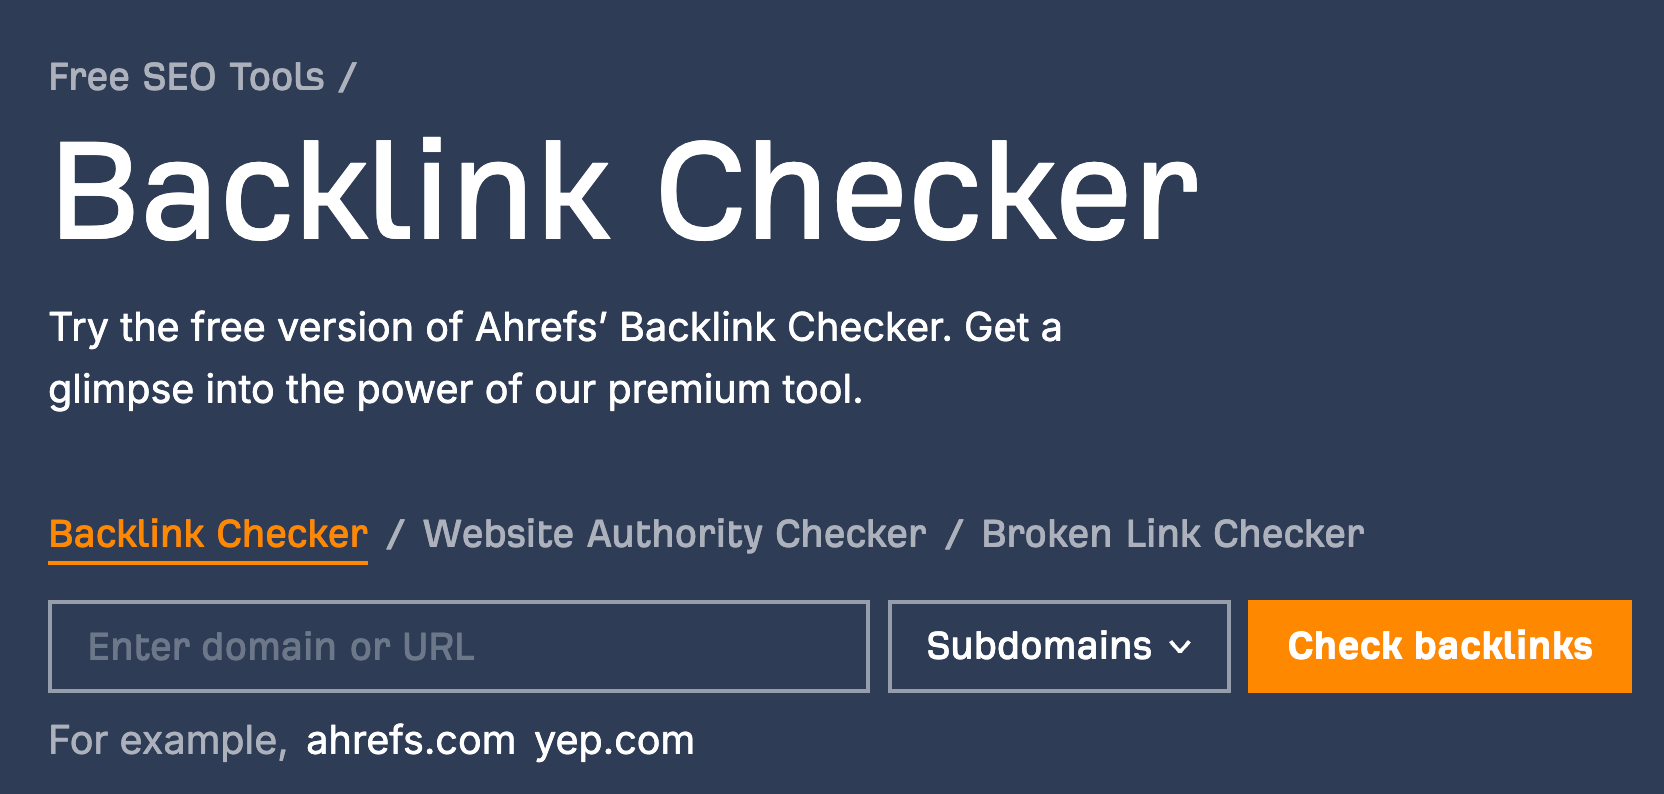 Free SEO Tools /
Backlink Checker
Try the free version of Ahrefs’ Backlink Checker. Get a
glimpse into the power of our premium tool.
Backlink Checker / Website Authority Checker / Broken Link Checker
Enter domain or URL Subdomains Check backlinks
For example, ahrefs.com yep.com